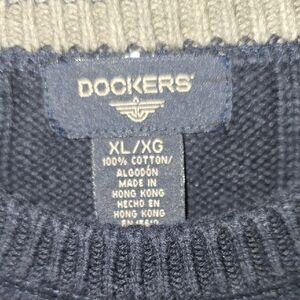 DOCKERS
XL/XG
100% COTTON/
ALGODÓN
MADE IN
HONG KONG
HECHO EN
HONG KONG